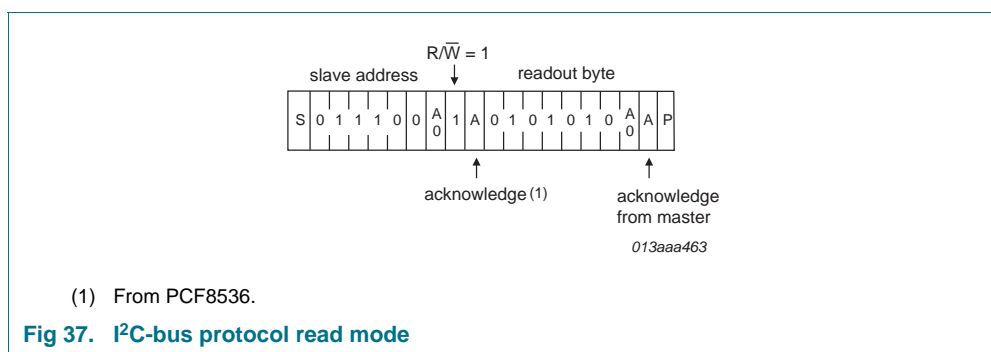 R/W̅ = 1
slave address readout byte
S 0 1 1 1 0 0 A0 1 A 0 1 0 1 0 1 0 A0 A P
acknowledge (1) acknowledge
from master
013aaa463
(1) From PCF8536.
Fig 37. I²C-bus protocol read mode